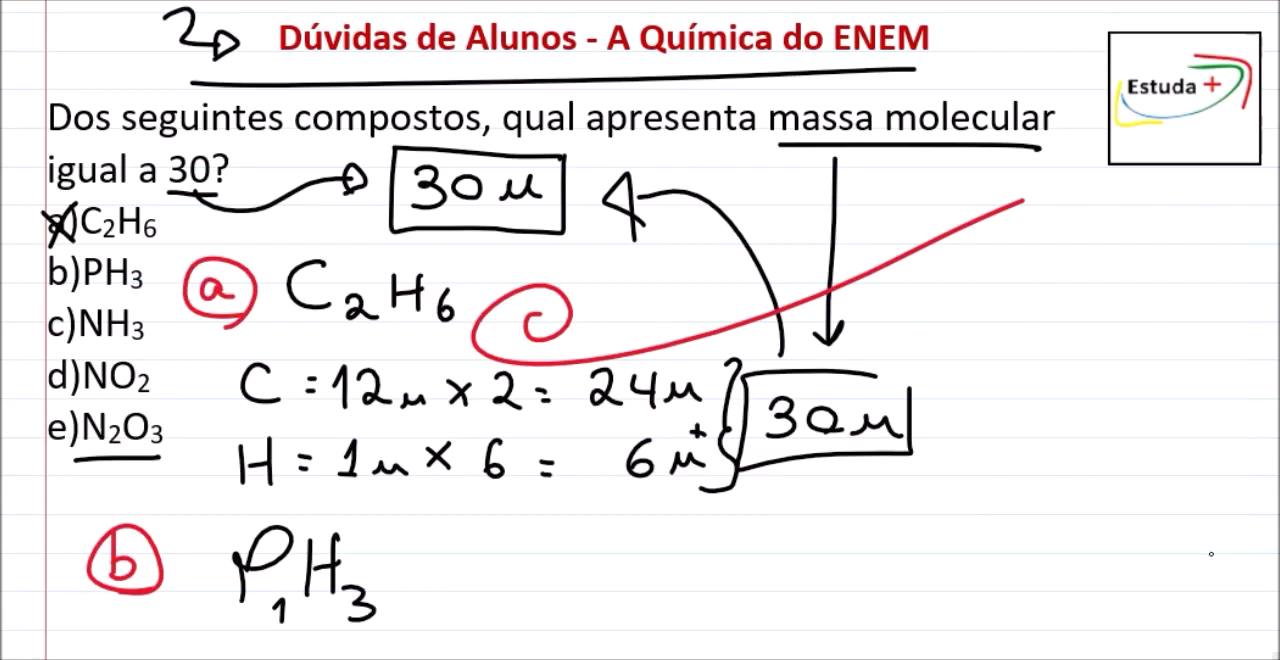 2 Dúvidas de Alunos - A Química do ENEM
Estuda +
Dos seguintes compostos, qual apresenta massa molecular
igual a 30?
30 u
a)C2H6
b)PH3
c)NH3
d)NO2
e)N2O3
a C2H6
C
C = 12u x 2 = 24u
H = 1u x 6 = 6u +
30u
b P1H3